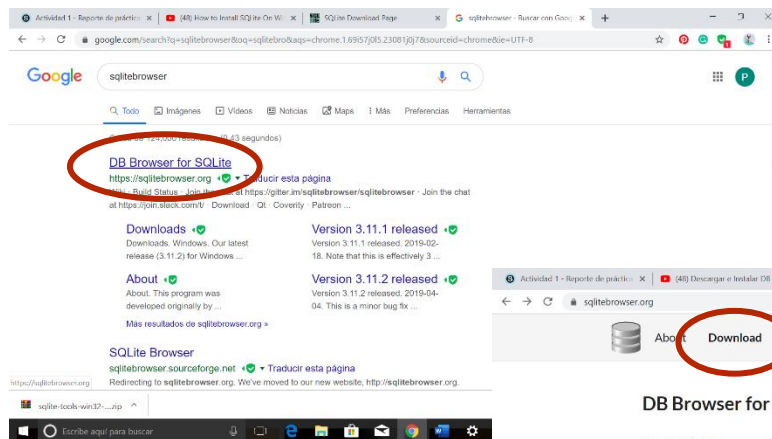 Actividad 1 - Reporte de práctica
(48) How to Install SQLite On Wi
SQLite Download Page
sqlitebrowser - Buscar con Goog
google.com/search?q=sqlitebrowser&oq=sqlitebro&aqs=chrome.1.69i57j0l5.23081j0j7&sourceid=chrome&ie=UTF-8
Google
sqlitebrowser
P
Todo Imágenes Vídeos Noticias Maps Más Preferencias Herramientas
124,000 (0.43 segundos)
DB Browser for SQLite
https://sqlitebrowser.org Traducir esta página
Wiki · Build Status · Join the chat at https://gitter.im/sqlitebrowser/sqlitebrowser · Join the chat
at https://join.slack.com/t/ · Download · Qt · Coverity · Patreon ...
Downloads
Downloads. Windows. Our latest
release (3.11.2) for Windows ...
Version 3.11.1 released
Version 3.11.1 released. 2019-02-
18. Note that this is effectively 3 ...
About
About. This program was
developed originally by ...
Version 3.11.2 released
Version 3.11.2 released. 2019-04-
04. This is a minor bug fix ...
Más resultados de sqlitebrowser.org »
SQLite Browser
sqlitebrowser.sourceforge.net Traducir esta página
Redirecting to sqlitebrowser.org. We've moved to our new website, http://sqlitebrowser.org.
https://sqlitebrowser.org
sqlite-tools-win32-....zip
Escribe aquí para buscar
Actividad 1 - Reporte de práctica
(48) Descargar e Instalar DB
sqlitebrowser.org
About Download
DB Browser for